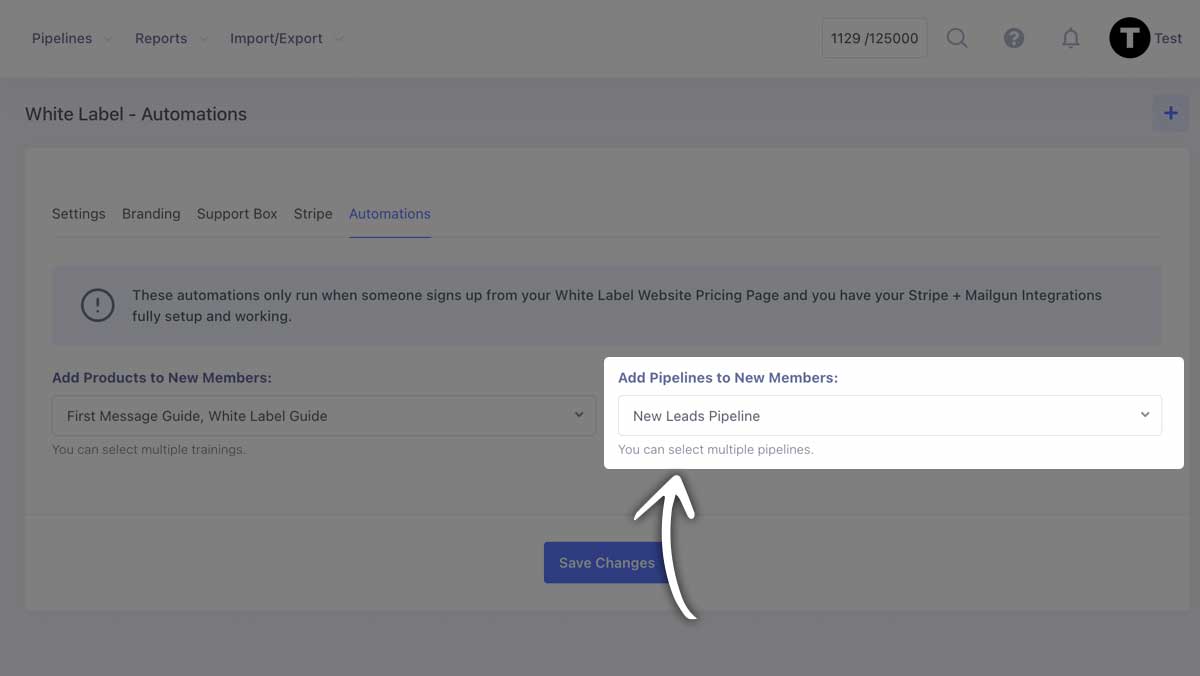 Pipelines Reports Import/Export 1129 /125000 T Test
White Label - Automations
Settings Branding Support Box Stripe Automations
These automations only run when someone signs up from your White Label Website Pricing Page and you have your Stripe + Mailgun Integrations
fully setup and working.
Add Products to New Members:
First Message Guide, White Label Guide
You can select multiple trainings.
Add Pipelines to New Members:
New Leads Pipeline
You can select multiple pipelines.
Save Changes